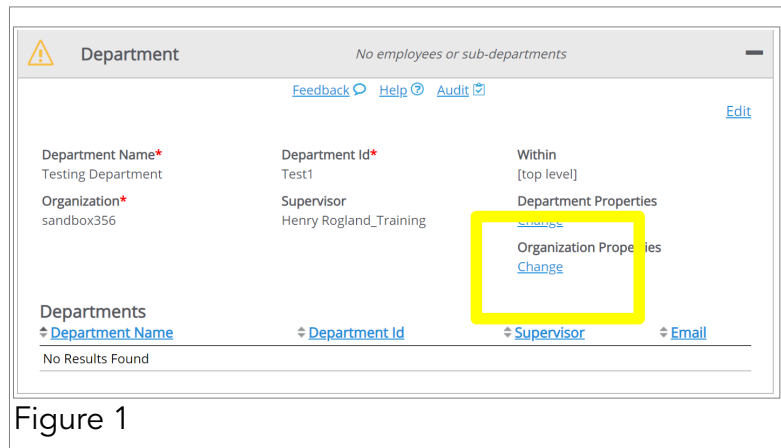 Department No employees or sub-departments
Feedback Help Audit
Edit
Department Name* Department Id* Within
Testing Department Test1 [top level]
Organization* Supervisor Department Properties
sandbox356 Henry Rogland_Training Change
Organization Properties
Change
Departments
Department Name Department Id Supervisor Email
No Results Found
Figure 1